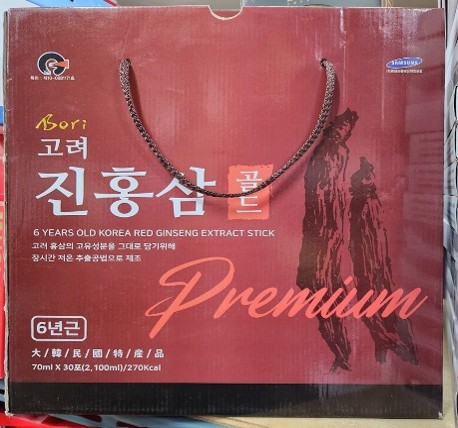 SAMSUNG
Bori
고려
진홍삼
골드
6 YEARS OLD KOREA RED GINSENG EXTRACT STICK
고려 홍삼의 고유성분을 그대로 담기위해
장시간 저온 추출공법으로 제조
Premium
6년근
大/韓/民/國/特/産/品
70ml X 30포(2,100ml)/270Kcal